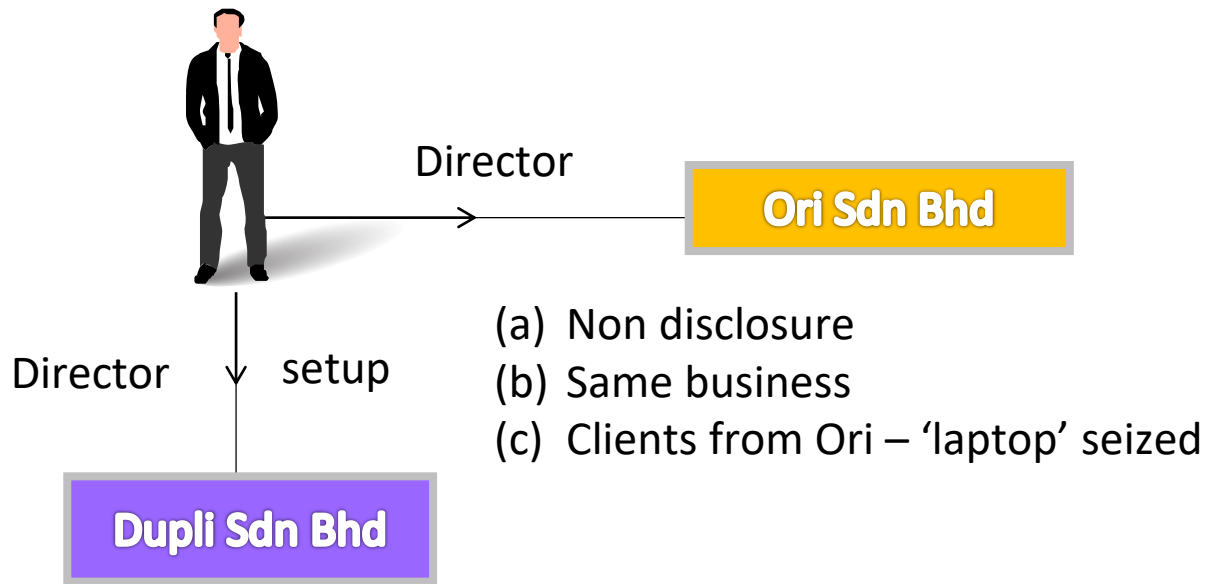 Director
Ori Sdn Bhd
(a) Non disclosure
Director
setup
(b) Same business
(c) Clients from Ori – ‘laptop’ seized
Dupli Sdn Bhd